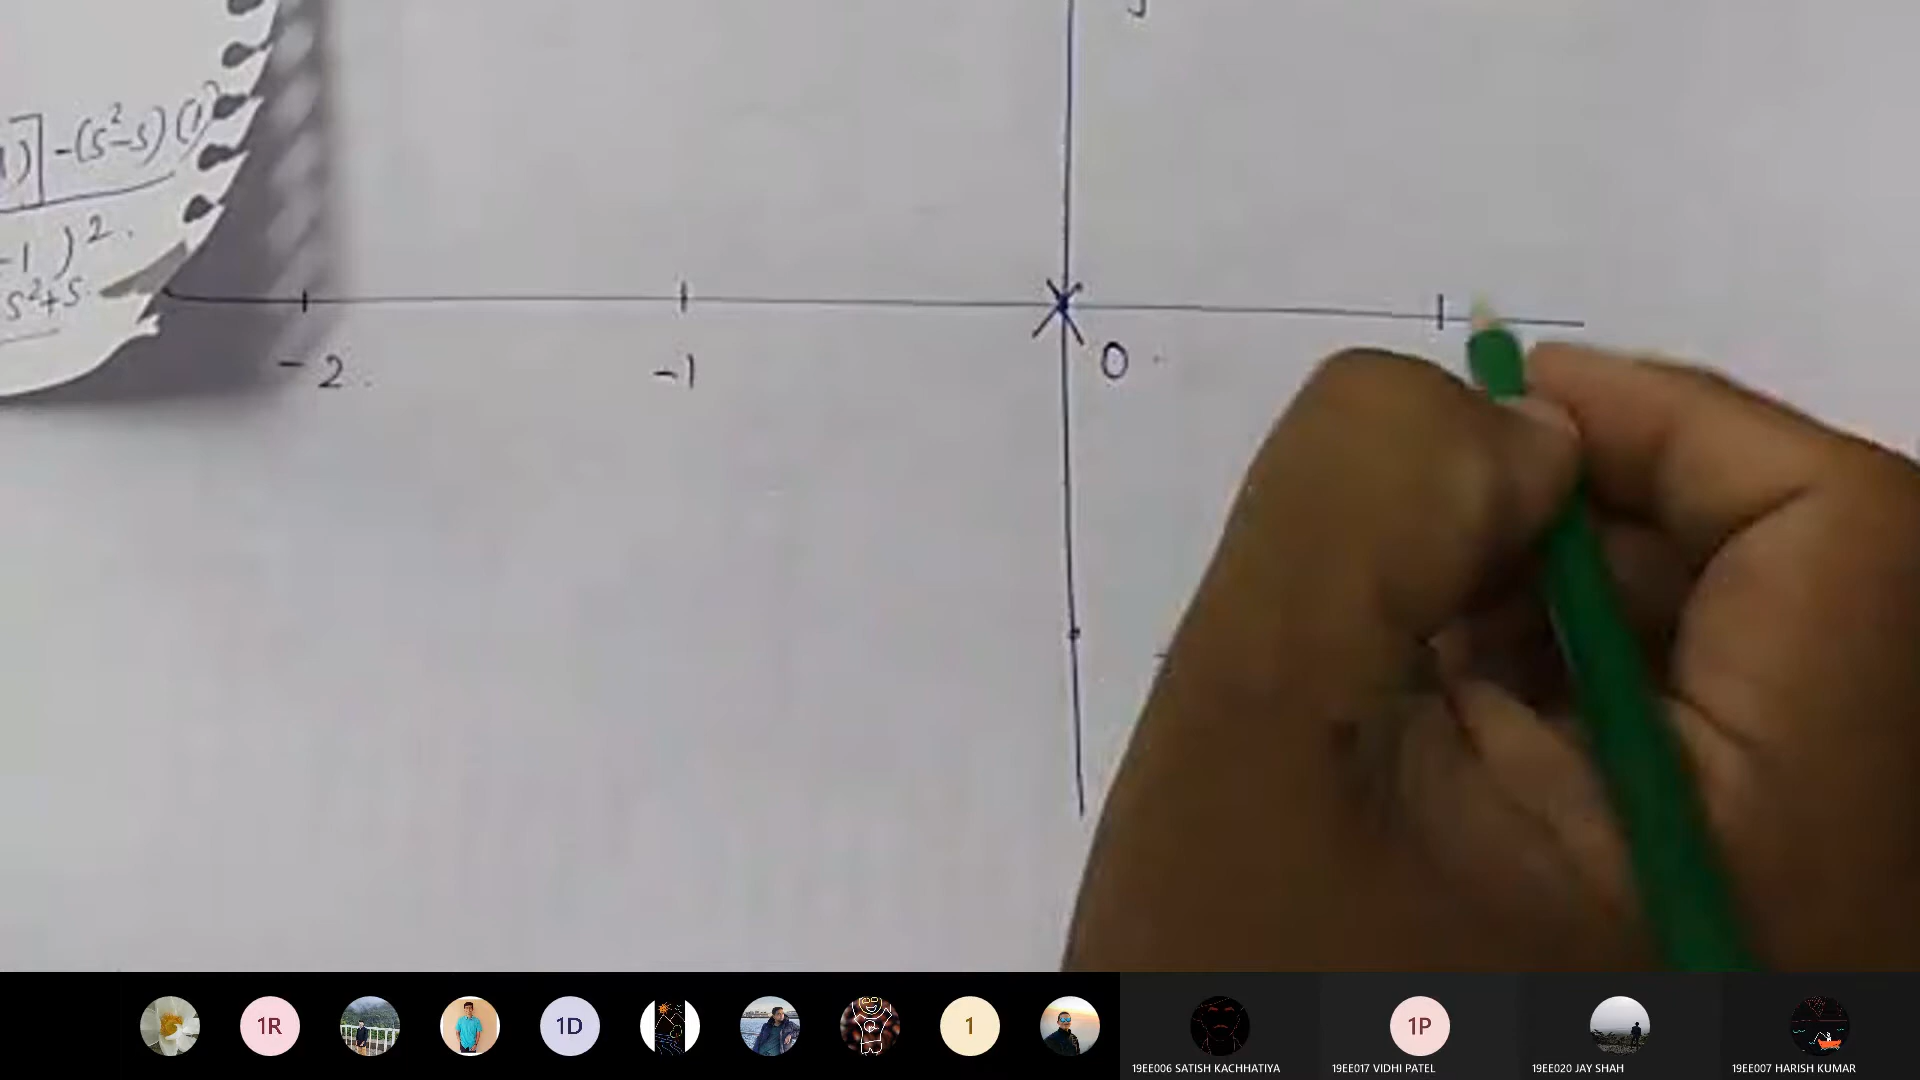 1)] -(s²-s)(1)
-1)².
s²+s.
-2.
-1
0
1R
1D
1
1P
19EE006 SATISH KACHHATIYA
19EE017 VIDHI PATEL
19EE020 JAY SHAH
19EE007 HARISH KUMAR